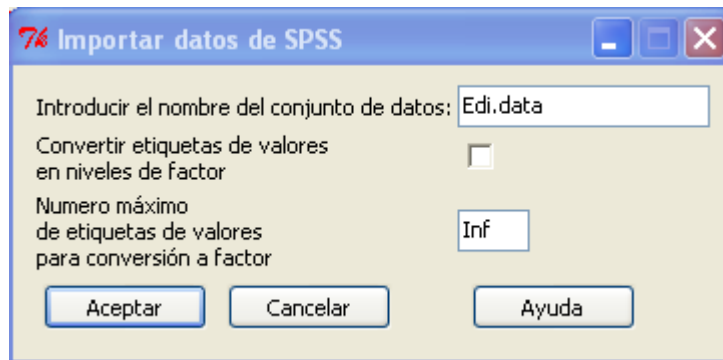 Importar datos de SPSS
Introducir el nombre del conjunto de datos: Edi.data
Convertir etiquetas de valores
en niveles de factor
Numero máximo
de etiquetas de valores
para conversión a factor
Inf
Aceptar Cancelar Ayuda